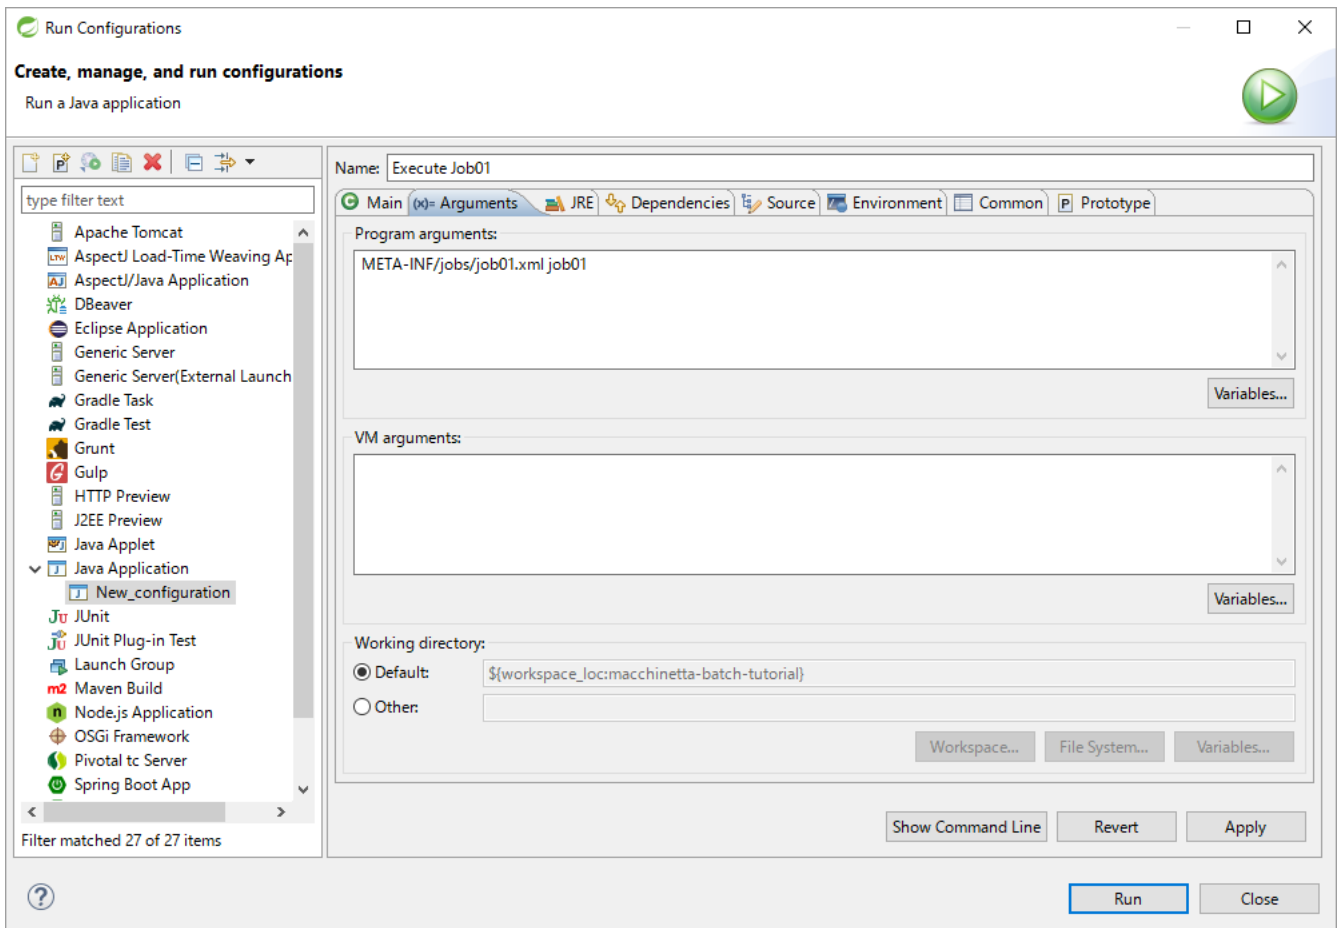 Run Configurations
Create, manage, and run configurations
Run a Java application
type filter text
Apache Tomcat
AspectJ Load-Time Weaving Ap
AspectJ/Java Application
DBeaver
Eclipse Application
Generic Server
Generic Server(External Launch
Gradle Task
Gradle Test
Grunt
Gulp
HTTP Preview
J2EE Preview
Java Applet
Java Application
New_configuration
JUnit
JUnit Plug-in Test
Launch Group
m2 Maven Build
Node.js Application
OSGi Framework
Pivotal tc Server
Spring Boot App
Filter matched 27 of 27 items
Name: Execute Job01
Main (x)= Arguments JRE Dependencies Source Environment Common Prototype
Program arguments:
META-INF/jobs/job01.xml job01
Variables...
VM arguments:
Variables...
Working directory:
Default: ${workspace_loc:macchinetta-batch-tutorial}
Other:
Workspace... File System... Variables...
Show Command Line Revert Apply
Run Close